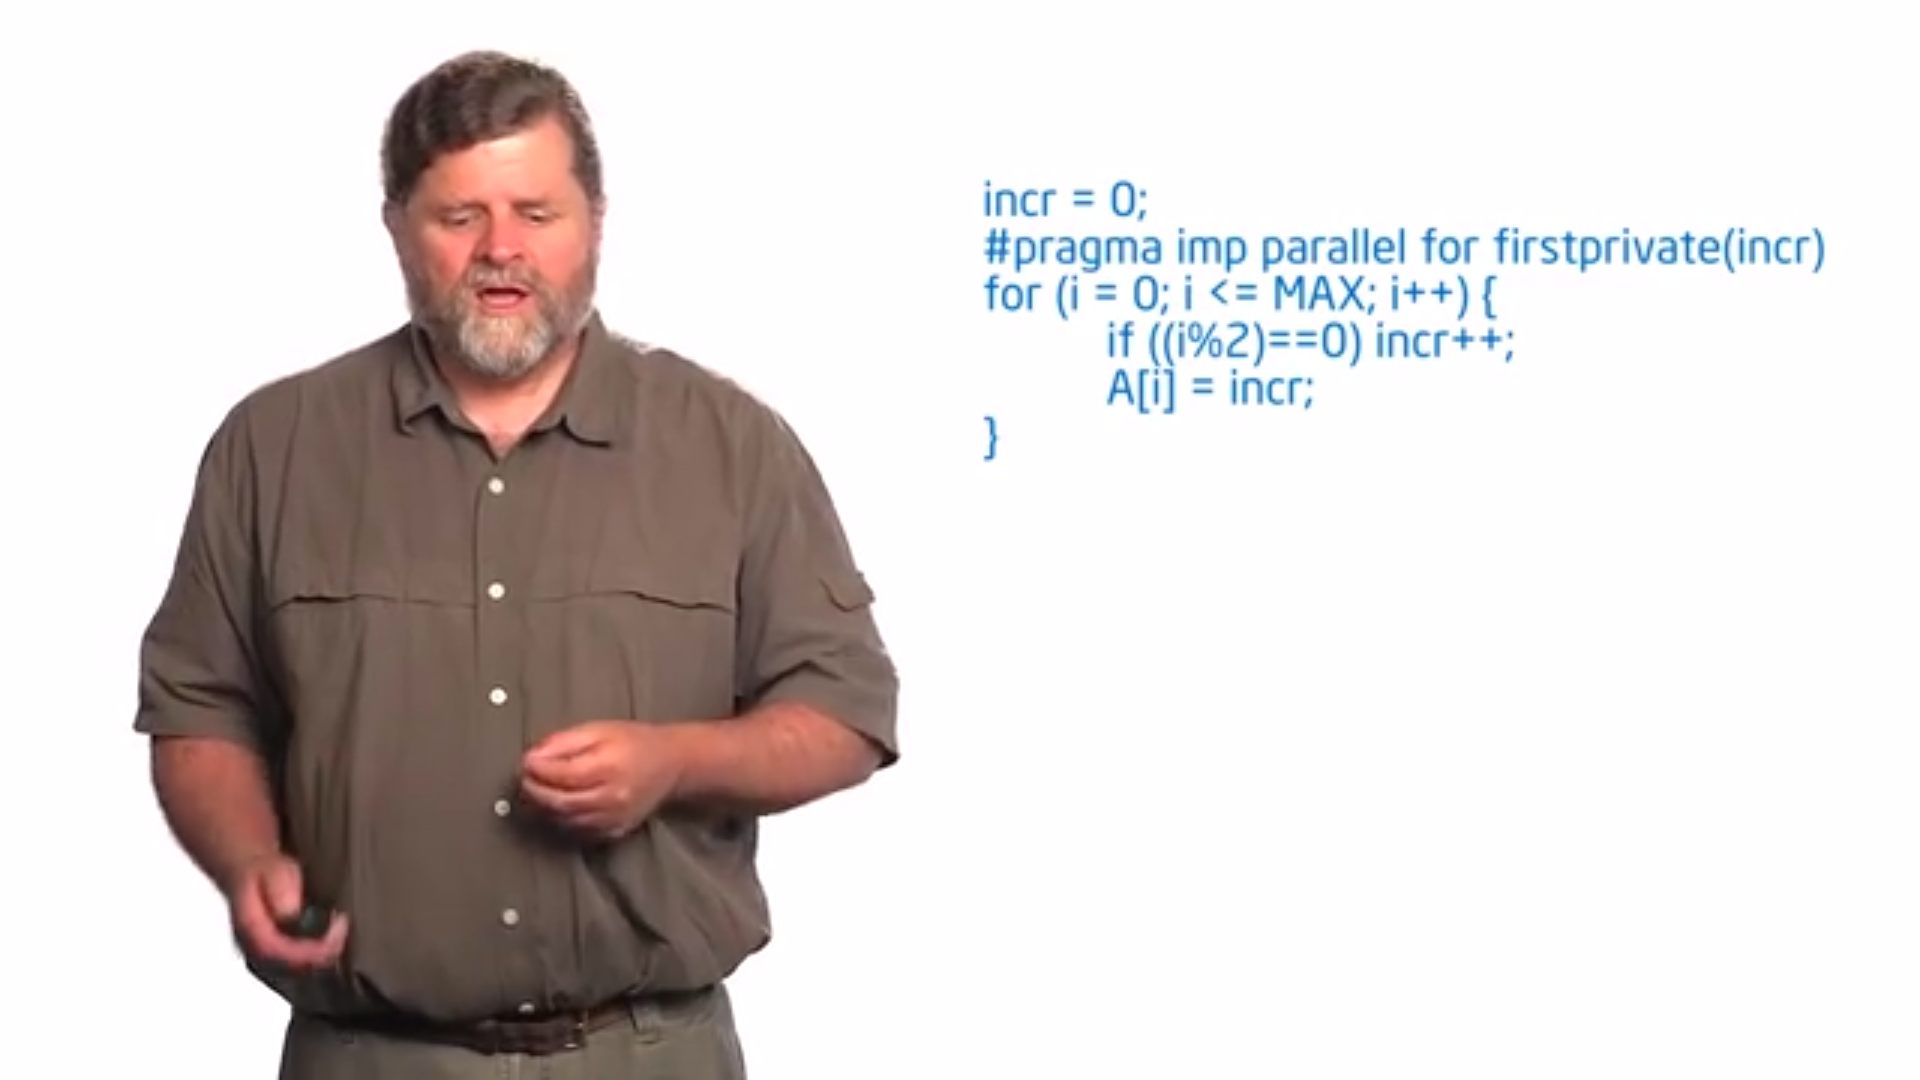 incr = 0;
#pragma imp parallel for firstprivate(incr)
for (i = 0; i <= MAX; i++) {
if ((i%2)==0) incr++;
A[i] = incr;
}